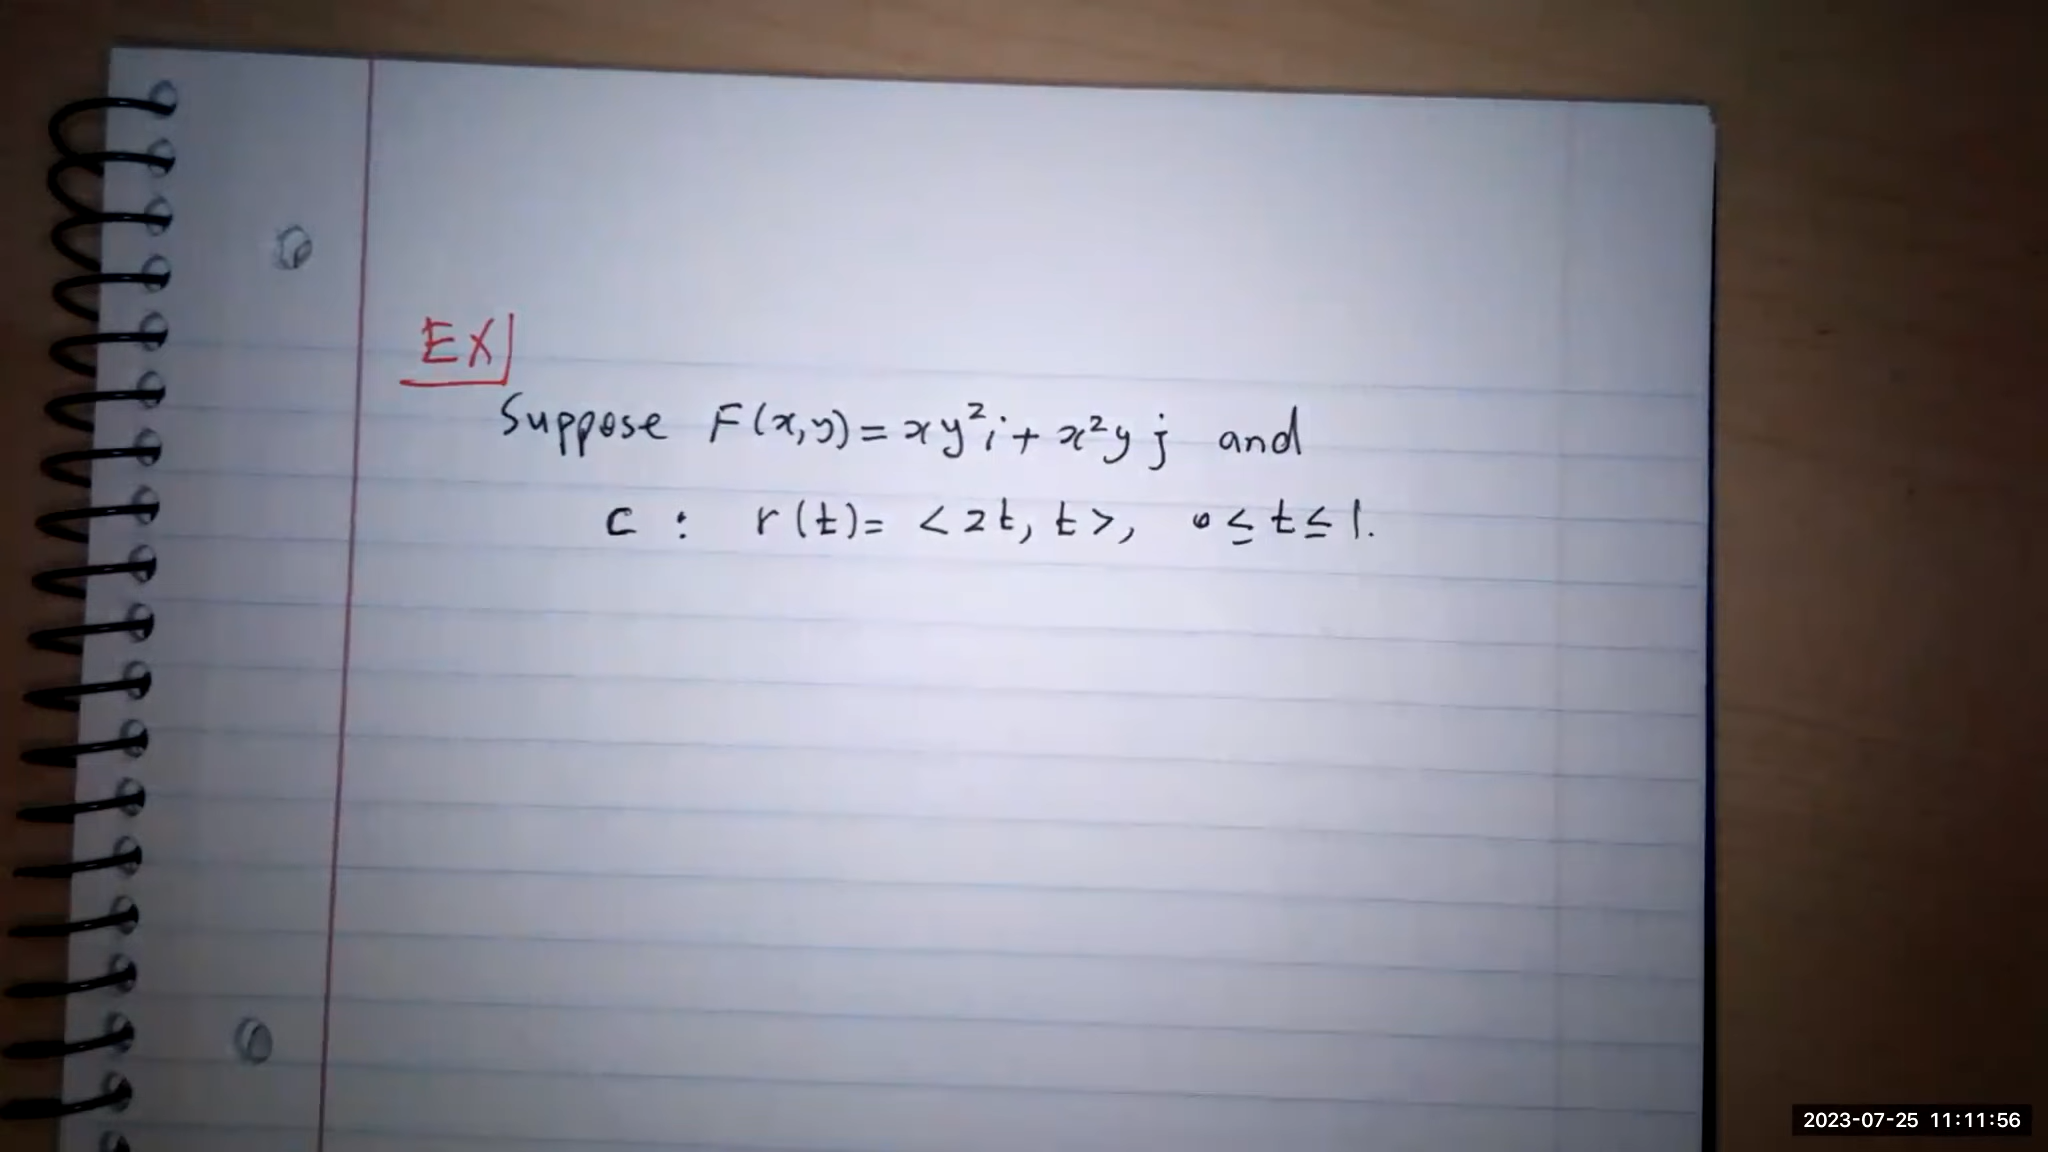 EX
Suppose F(x,y) = xy²i + x²y j and
C : r(t) = <2t, t>, 0 ≤ t ≤ 1.
2023-07-25 11:11:56